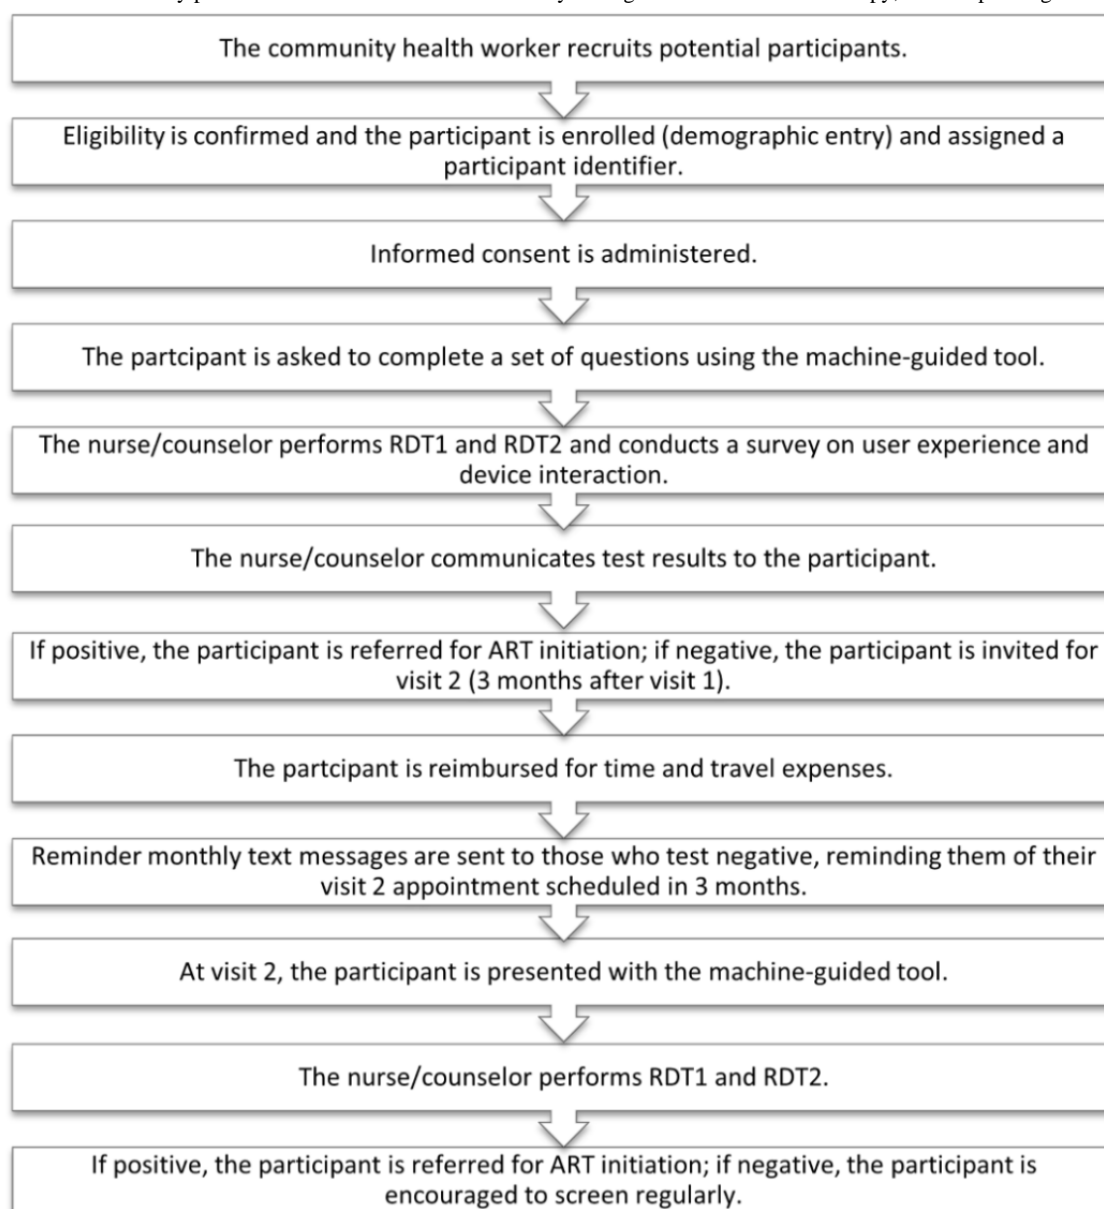 The community health worker recruits potential participants.
Eligibility is confirmed and the participant is enrolled (demographic entry) and assigned a
participant identifier.
Informed consent is administered.
The partcipant is asked to complete a set of questions using the machine-guided tool.
The nurse/counselor performs RDT1 and RDT2 and conducts a survey on user experience and
device interaction.
The nurse/counselor communicates test results to the participant.
If positive, the participant is referred for ART initiation; if negative, the participant is invited for
visit 2 (3 months after visit 1).
The partcipant is reimbursed for time and travel expenses.
Reminder monthly text messages are sent to those who test negative, reminding them of their
visit 2 appointment scheduled in 3 months.
At visit 2, the participant is presented with the machine-guided tool.
The nurse/counselor performs RDT1 and RDT2.
If positive, the participant is referred for ART initiation; if negative, the participant is
encouraged to screen regularly.